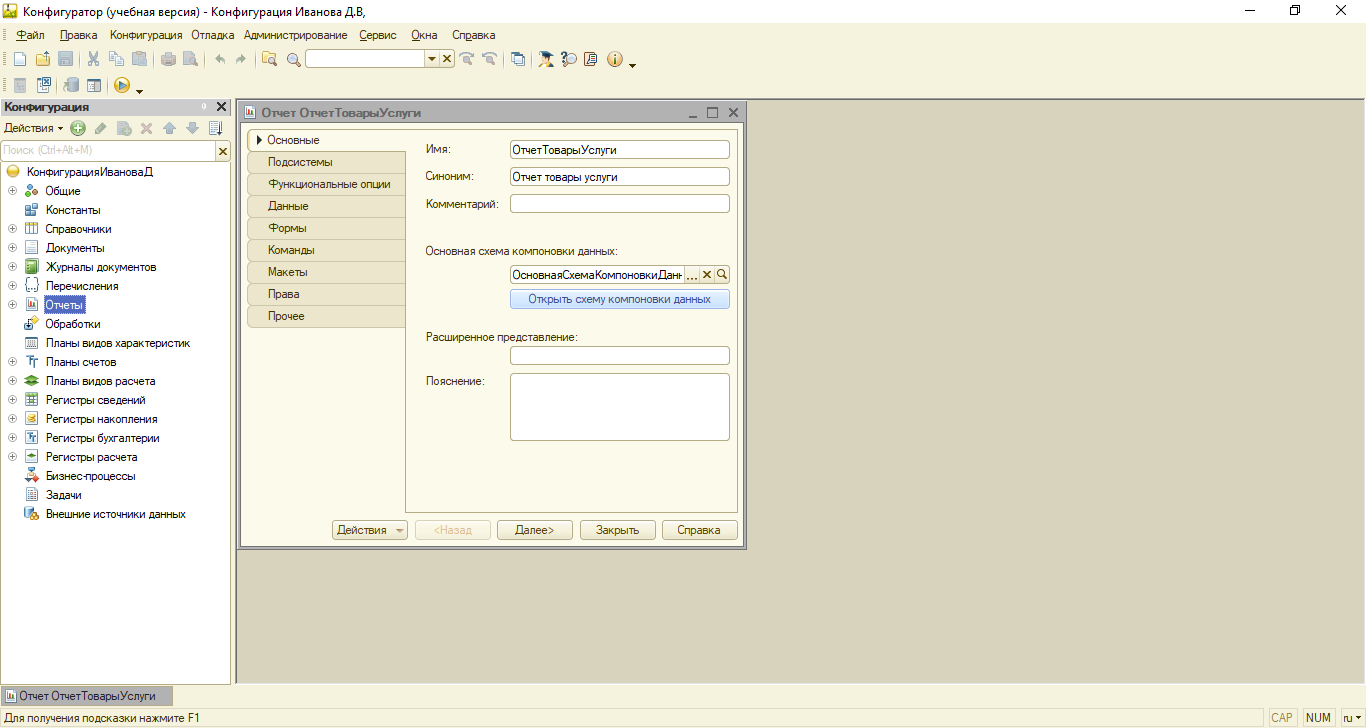 Конфигуратор (учебная версия) - Конфигурация Иванова Д.В,
Файл Правка Конфигурация Отладка Администрирование Сервис Окна Справка
Конфигурация
Действия
Поиск (Ctrl+Alt+M)
КонфигурацияИвановаД
Общие
Константы
Справочники
Документы
Журналы документов
Перечисления
Отчеты
Обработки
Планы видов характеристик
Планы счетов
Планы видов расчета
Регистры сведений
Регистры накопления
Регистры бухгалтерии
Регистры расчета
Бизнес-процессы
Задачи
Внешние источники данных
Отчет ОтчетТоварыУслуги
Основные
Подсистемы
Функциональные опции
Данные
Формы
Команды
Макеты
Права
Прочее
Имя: ОтчетТоварыУслуги
Синоним: Отчет товары услуги
Комментарий:
Основная схема компоновки данных:
ОсновнаяСхемаКомпоновкиДанн ...
Открыть схему компоновки данных
Расширенное представление:
Пояснение:
Действия <Назад Далее> Закрыть Справка
Отчет ОтчетТоварыУслуги
Для получения подсказки нажмите F1 CAP NUM ru